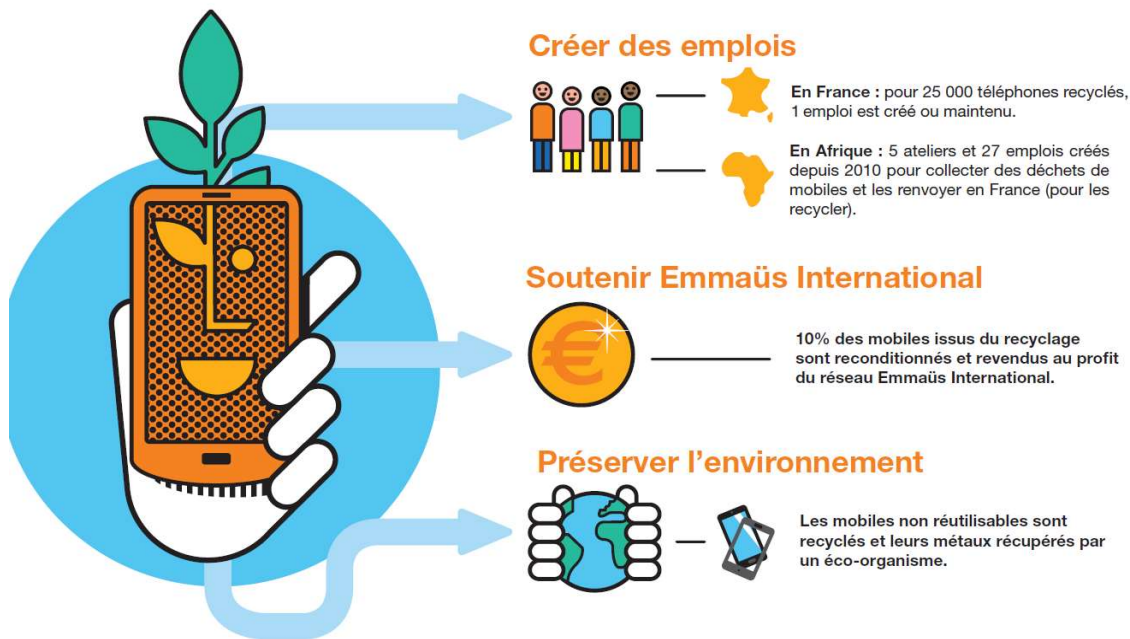 Créer des emplois
En France : pour 25 000 téléphones recyclés,
1 emploi est créé ou maintenu.
En Afrique : 5 ateliers et 27 emplois créés
depuis 2010 pour collecter des déchets de
mobiles et les renvoyer en France (pour les
recycler).
Soutenir Emmaüs International
€
10% des mobiles issus du recyclage
sont reconditionnés et revendus au profit
du réseau Emmaüs International.
Préserver l’environnement
Les mobiles non réutilisables sont
recyclés et leurs métaux récupérés par
un éco-organisme.